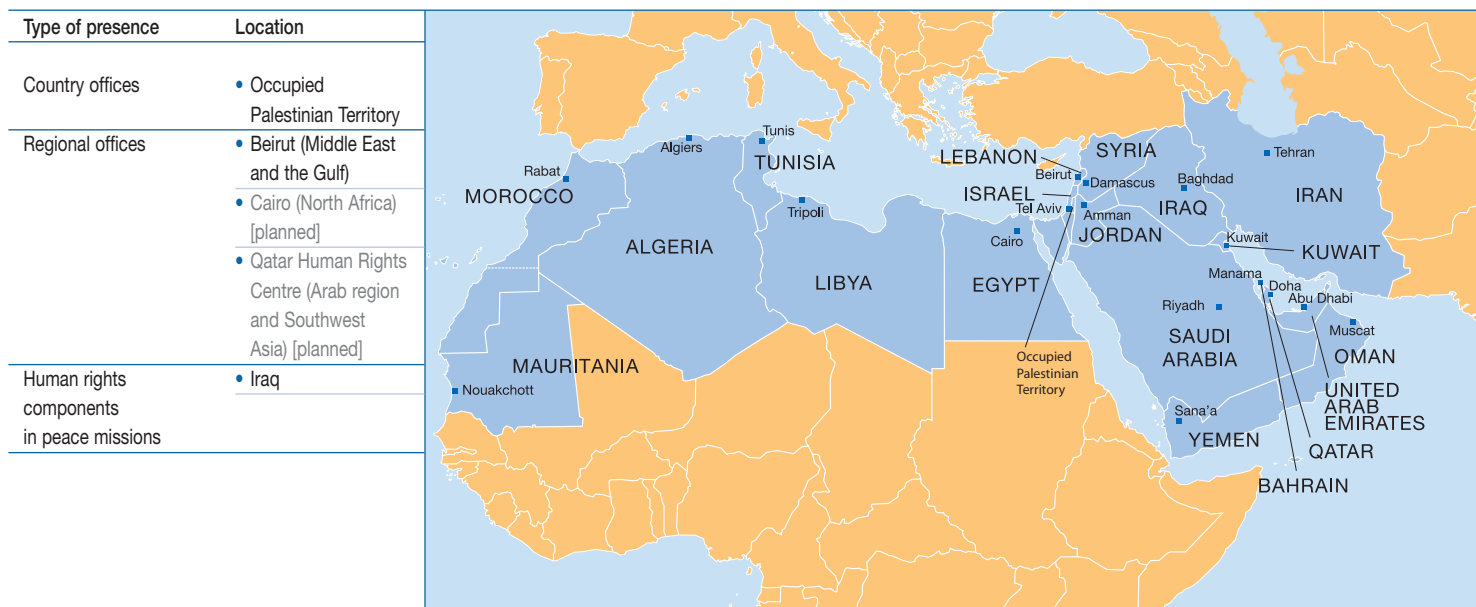 Type of presence Location
Country offices • Occupied
Palestinian Territory
Regional offices • Beirut (Middle East
and the Gulf)
• Cairo (North Africa)
[planned]
• Qatar Human Rights
Centre (Arab region
and Southwest
Asia) [planned]
Human rights • Iraq
components
in peace missions
Tunis
Algiers
TUNISIA
Rabat
MOROCCO
Tripoli
ALGERIA
LIBYA
EGYPT
Cairo
MAURITANIA
Nouakchott
LEBANON
SYRIA
Tehran
Beirut
Damascus
Baghdad
ISRAEL
IRAN
Tel Aviv
Amman
IRAQ
JORDAN
Kuwait
KUWAIT
Manama
Doha
Abu Dhabi
Riyadh
Muscat
SAUDI
ARABIA
OMAN
Occupied
Palestinian
Territory
UNITED
ARAB
EMIRATES
Sana’a
YEMEN
QATAR
BAHRAIN